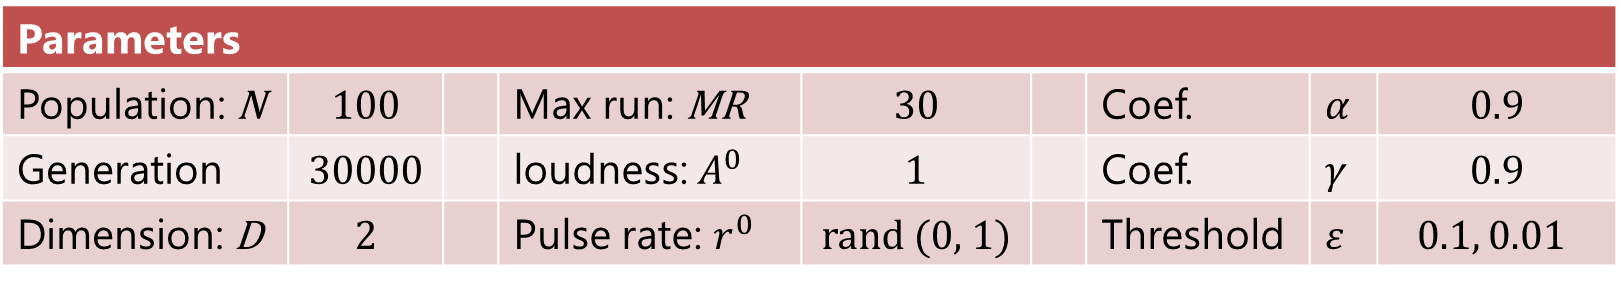 Parameters
Population: N 100 Max run: MR 30 Coef. α 0.9
Generation 30000 loudness: A⁰ 1 Coef. γ 0.9
Dimension: D 2 Pulse rate: r⁰ rand (0, 1) Threshold ε 0.1, 0.01